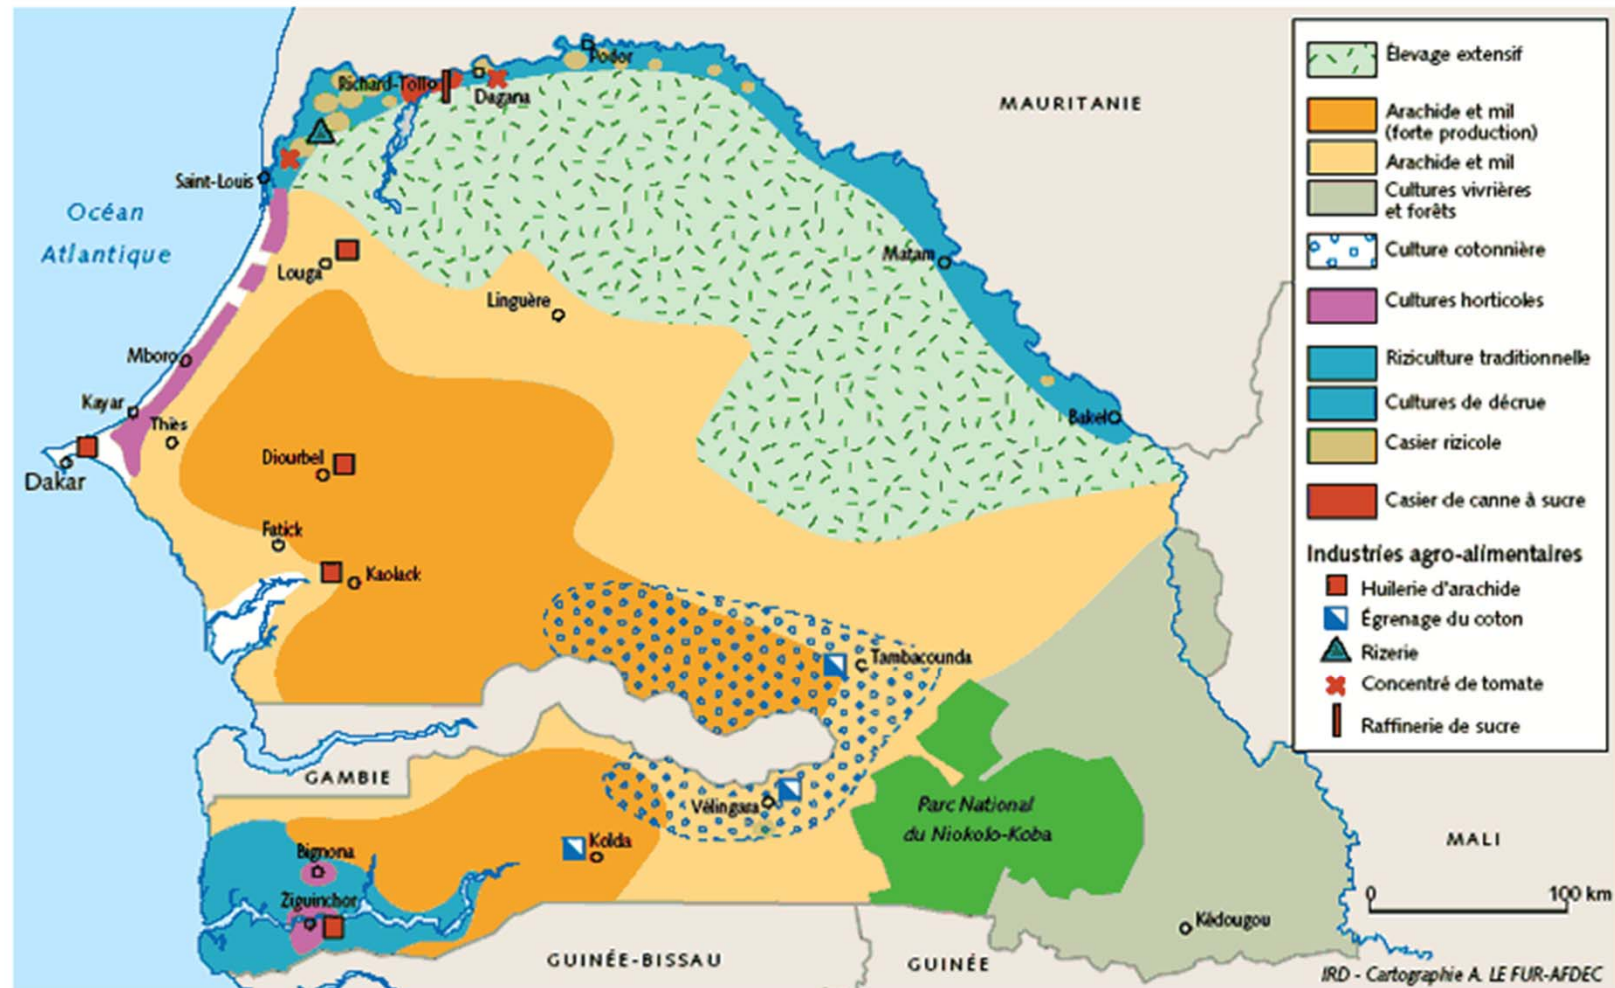 MAURITANIE
Podor
Richard-Toll
Dagana
Saint-Louis
Océan
Atlantique
Louga
Linguère
Matam
Mboro
Kayar
Thiès
Bakel
Dakar
Diourbel
Fatick
Kaolack
Tambacounda
GAMBIE
Vélingara
Parc National
du Niokolo-Koba
Kolda
Bignona
Ziguinchor
Kédougou
MALI
GUINÉE-BISSAU
GUINÉE
Élevage extensif
Arachide et mil
(forte production)
Arachide et mil
Cultures vivrières
et forêts
Culture cotonnière
Cultures horticoles
Riziculture traditionnelle
Cultures de décrue
Casier rizicole
Casier de canne à sucre
Industries agro-alimentaires
Huilerie d'arachide
Égrenage du coton
Rizerie
Concentré de tomate
Raffinerie de sucre
0 100 km
IRD - Cartographie A. LE FUR-AFDEC